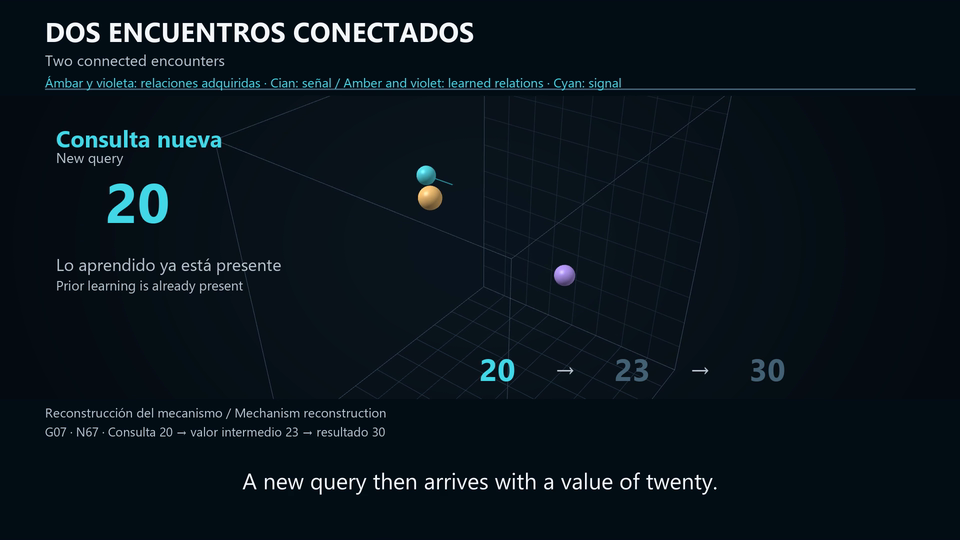 DOS ENCUENTROS CONECTADOS
Two connected encounters
Ámbar y violeta: relaciones adquiridas · Cian: señal / Amber and violet: learned relations · Cyan: signal
Consulta nueva
New query
20
Lo aprendido ya está presente
Prior learning is already present
20 → 23 → 30
Reconstrucción del mecanismo / Mechanism reconstruction
G07 · N67 · Consulta 20 → valor intermedio 23 → resultado 30
A new query then arrives with a value of twenty.